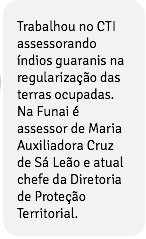 Trabalhou no CTI
assessorando
índios guaranis na
regularização das
terras ocupadas.
Na Funai é
assessor de Maria
Auxiliadora Cruz
de Sá Leão e atual
chefe da Diretoria
de Proteção
Territorial.